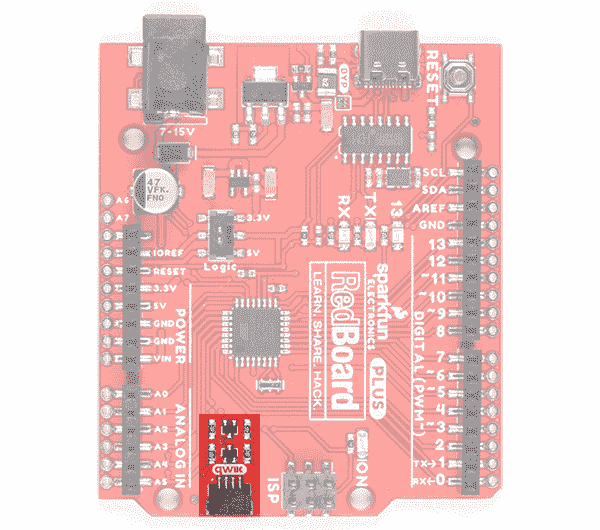 BYP
RESET
7-15V
47
VFK.
FNO
SCL
SDA
AREF
GND
A6
A7
3.3V
RX
TX
13
IOREF
5V
Logic
RESET
3.3V
5V
GND
GND
VIN
POWER
sparkfun
ELECTRONICS
RedBoard
PLUS
LEARN. SHARE. HACK.
DIGITAL (PWM~)
13
12
~11
~10
~9
8
7
~6
~5
4
~3
2
TX→1
RX←0
ANALOG IN
A0
A1
A2
A3
A4
A5
qwiic
ISP
ON